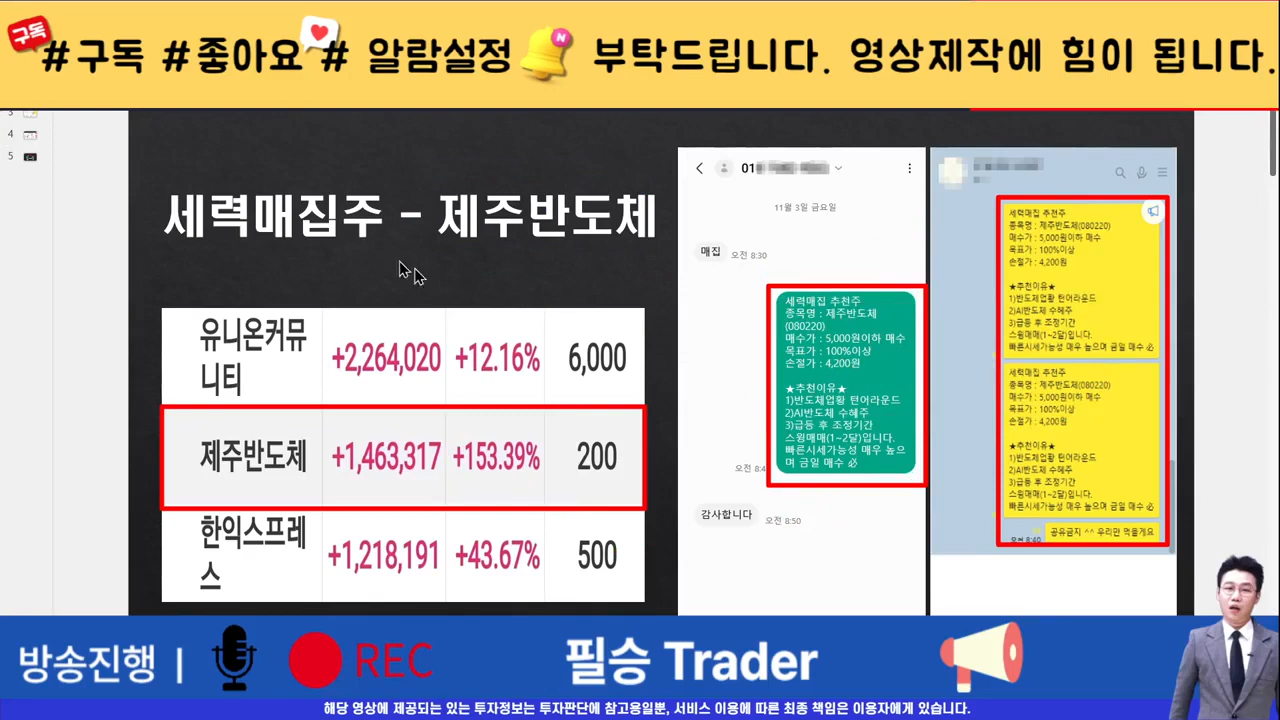 구독
#구독 #좋아요 # 알람설정 N 부탁드립니다. 영상제작에 힘이 됩니다.
3
4
5
세력매집주 - 제주반도체
유니온커뮤
니티
+2,264,020 +12.16% 6,000
제주반도체 +1,463,317 +153.39% 200
한익스프레
스
+1,218,191 +43.67% 500
01
11월 3일 금요일
매집 오전 8:30
세력매집 추천주
종목명 : 제주반도체
(080220)
매수가 : 5,000원이하 매수
목표가 : 100%이상
손절가 : 4,200원
★추천이유★
1)반도체업황 턴어라운드
2)AI반도체 수혜주
3)급등 후 조정기간
스윙매매(1~2달)입니다.
빠른시세가능성 매우 높으
며 금일 매수 必
오전 8:4
감사합니다 오전 8:50
세력매집 추천주
종목명 : 제주반도체(080220)
매수가 : 5,000원이하 매수
목표가 : 100%이상
손절가 : 4,200원
★추천이유★
1)반도체업황 턴어라운드
2)AI반도체 수혜주
3)급등 후 조정기간
스윙매매(1~2달)입니다.
빠른시세가능성 매우 높으며 금일 매수 必
세력매집 추천주
종목명 : 제주반도체(080220)
매수가 : 5,000원이하 매수
목표가 : 100%이상
손절가 : 4,200원
★추천이유★
1)반도체업황 턴어라운드
2)AI반도체 수혜주
3)급등 후 조정기간
스윙매매(1~2달)입니다.
빠른시세가능성 매우 높으며 금일 매수 必
오전 8:40 공유금지 ^^ 우리만 먹을게요
방송진행 | REC 필승 Trader
해당 영상에 제공되는 있는 투자정보는 투자판단에 참고용일뿐, 서비스 이용에 따른 최종 책임은 이용자에게 있습니다.